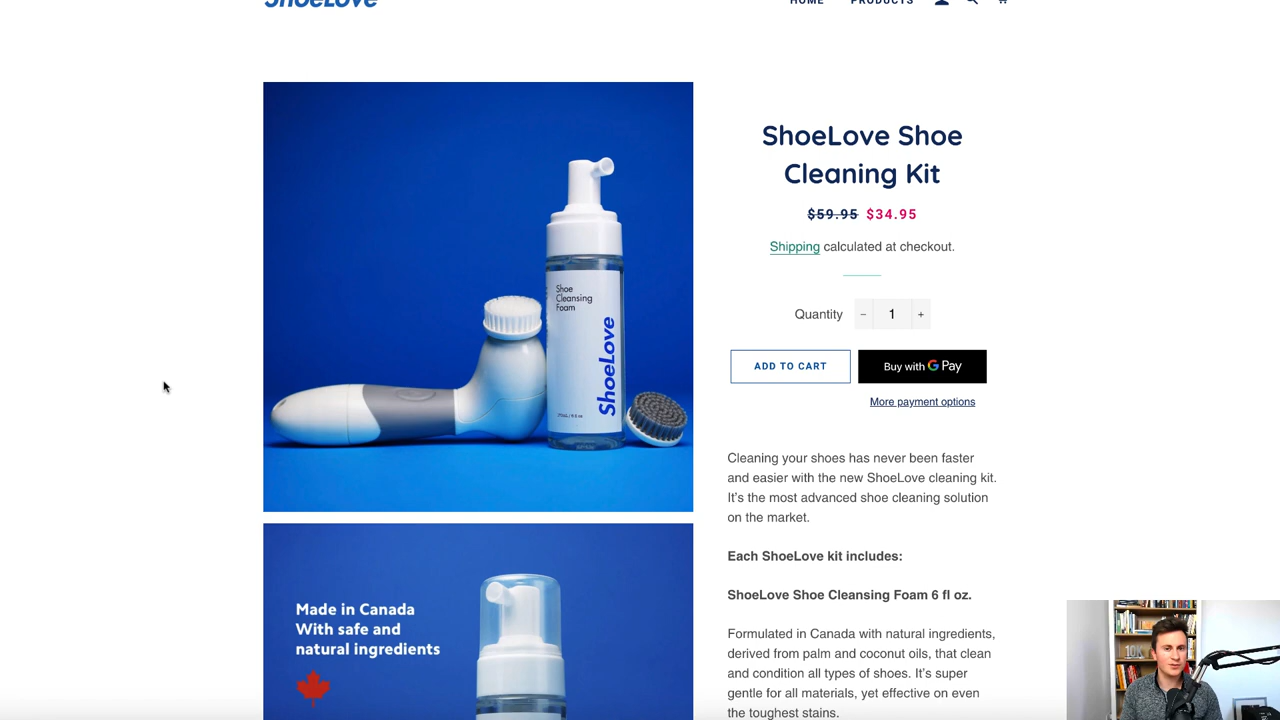 ShoeLove
HOME PRODUCTS
ShoeLove Shoe
Cleaning Kit
$59.95 $34.95
Shipping calculated at checkout.
Quantity − 1 +
ADD TO CART
Buy with G Pay
More payment options
Shoe
Cleansing
Foam
ShoeLove
Cleaning your shoes has never been faster
and easier with the new ShoeLove cleaning kit.
It's the most advanced shoe cleaning solution
on the market.
Each ShoeLove kit includes:
ShoeLove Shoe Cleansing Foam 6 fl oz.
Formulated in Canada with natural ingredients,
derived from palm and coconut oils, that clean
and condition all types of shoes. It's super
gentle for all materials, yet effective on even
the toughest stains.
Made in Canada
With safe and
natural ingredients
10K